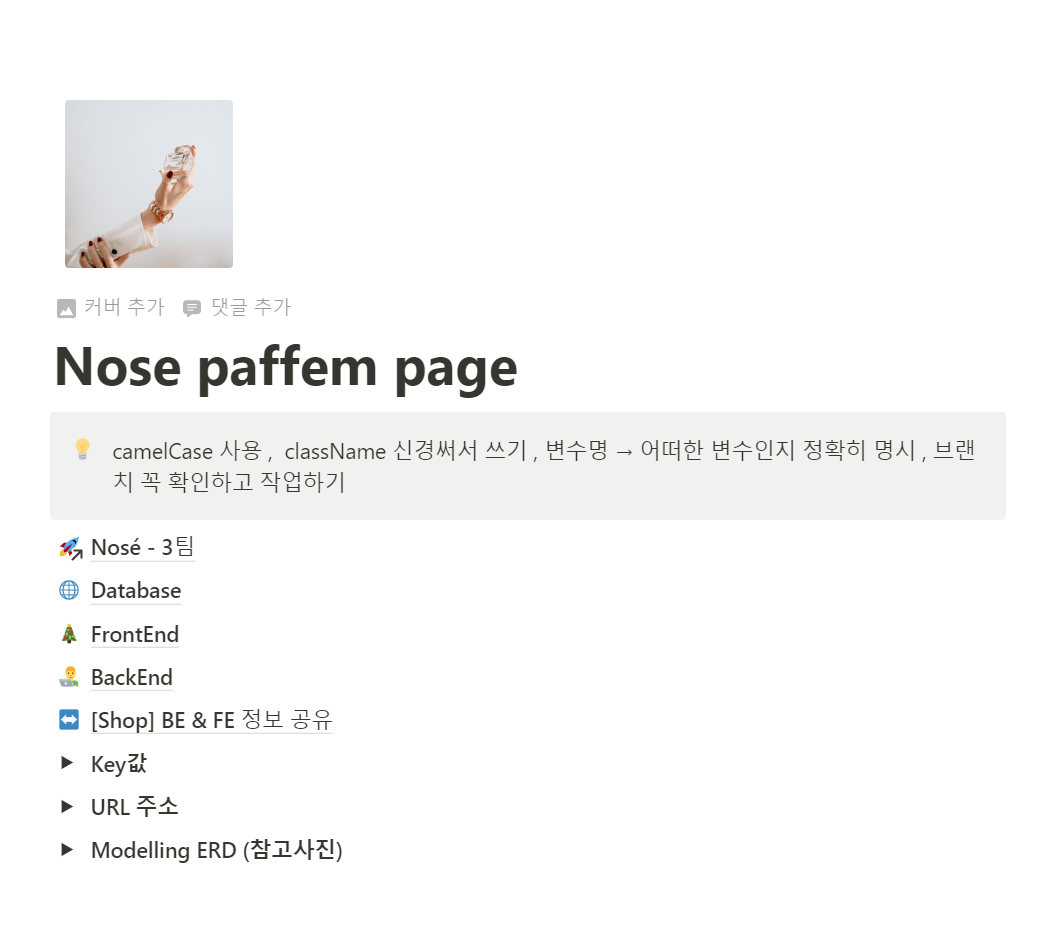 커버 추가 댓글 추가
Nose paffem page
camelCase 사용 , className 신경써서 쓰기 , 변수명 → 어떠한 변수인지 정확히 명시 , 브랜
치 꼭 확인하고 작업하기
Nosé - 3팀
Database
FrontEnd
BackEnd
[Shop] BE & FE 정보 공유
Key값
URL 주소
Modelling ERD (참고사진)